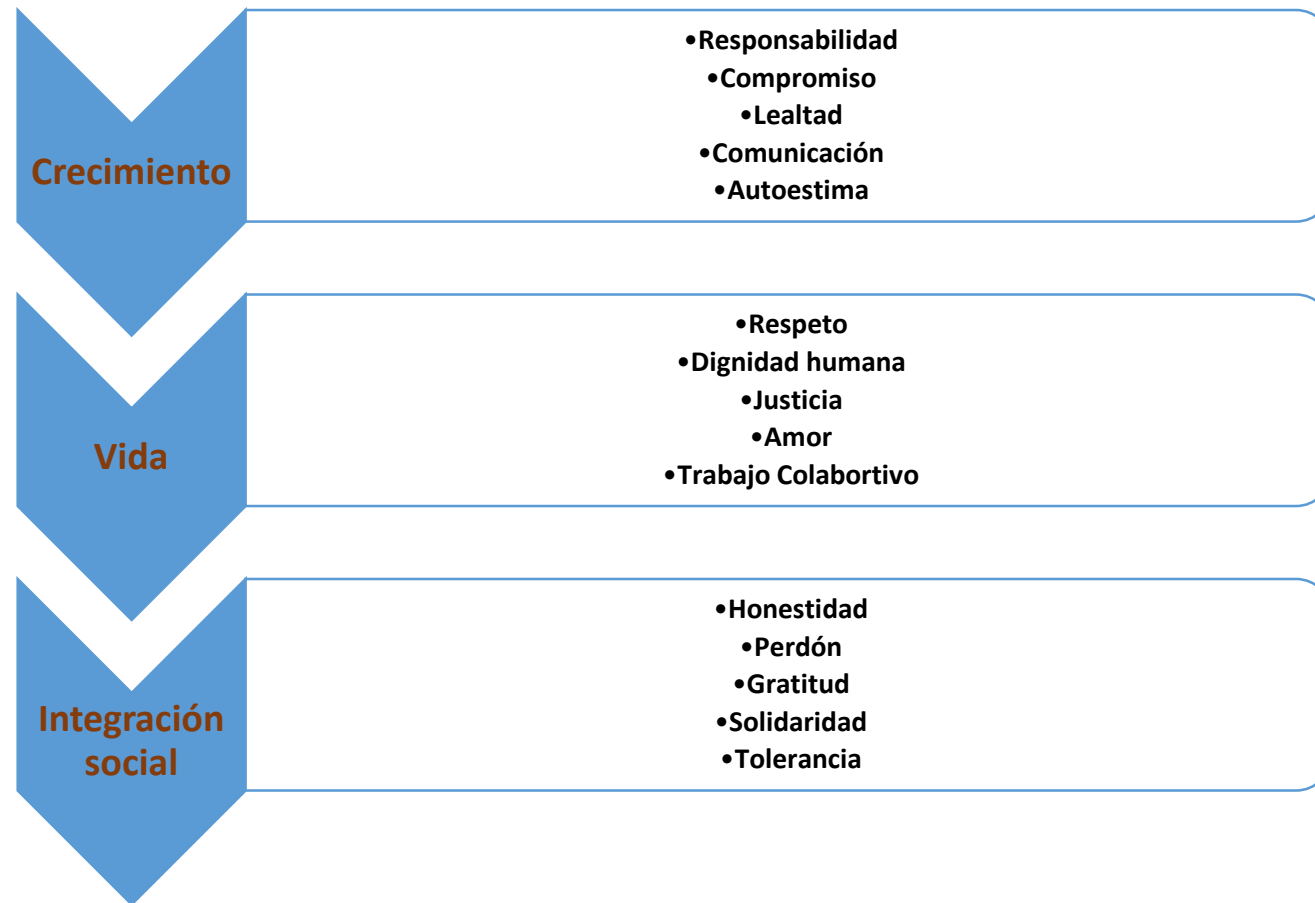 Crecimiento
•Responsabilidad
•Compromiso
•Lealtad
•Comunicación
•Autoestima
Vida
•Respeto
•Dignidad humana
•Justicia
•Amor
•Trabajo Colabortivo
Integración
social
•Honestidad
•Perdón
•Gratitud
•Solidaridad
•Tolerancia